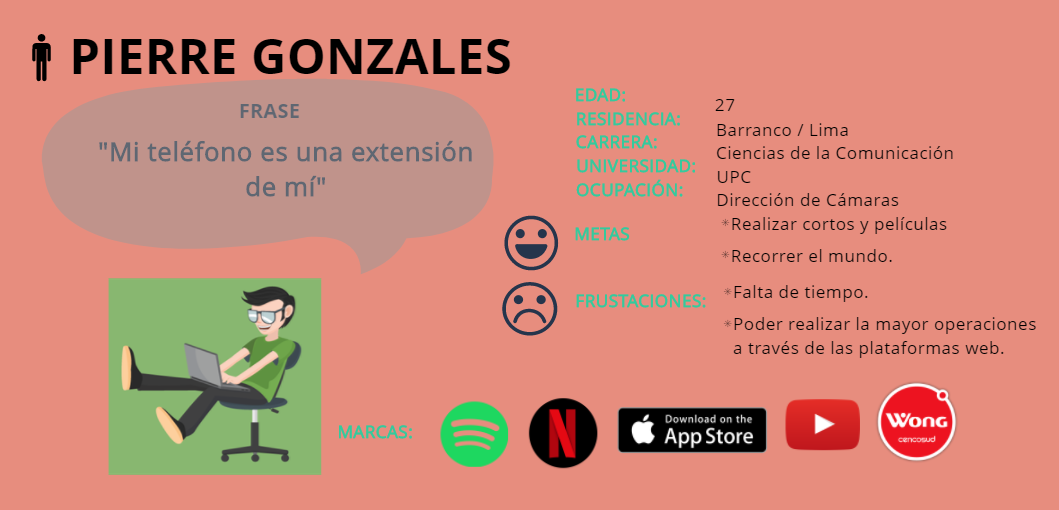 PIERRE GONZALES
FRASE
"Mi teléfono es una extensión
de mí"
EDAD: 27
RESIDENCIA: Barranco / Lima
CARRERA: Ciencias de la Comunicación
UNIVERSIDAD: UPC
OCUPACIÓN: Dirección de Cámaras
METAS
*Realizar cortos y películas
*Recorrer el mundo.
FRUSTACIONES:
*Falta de tiempo.
*Poder realizar la mayor operaciones
a través de las plataformas web.
MARCAS:
Download on the
App Store
Wong
cencosud